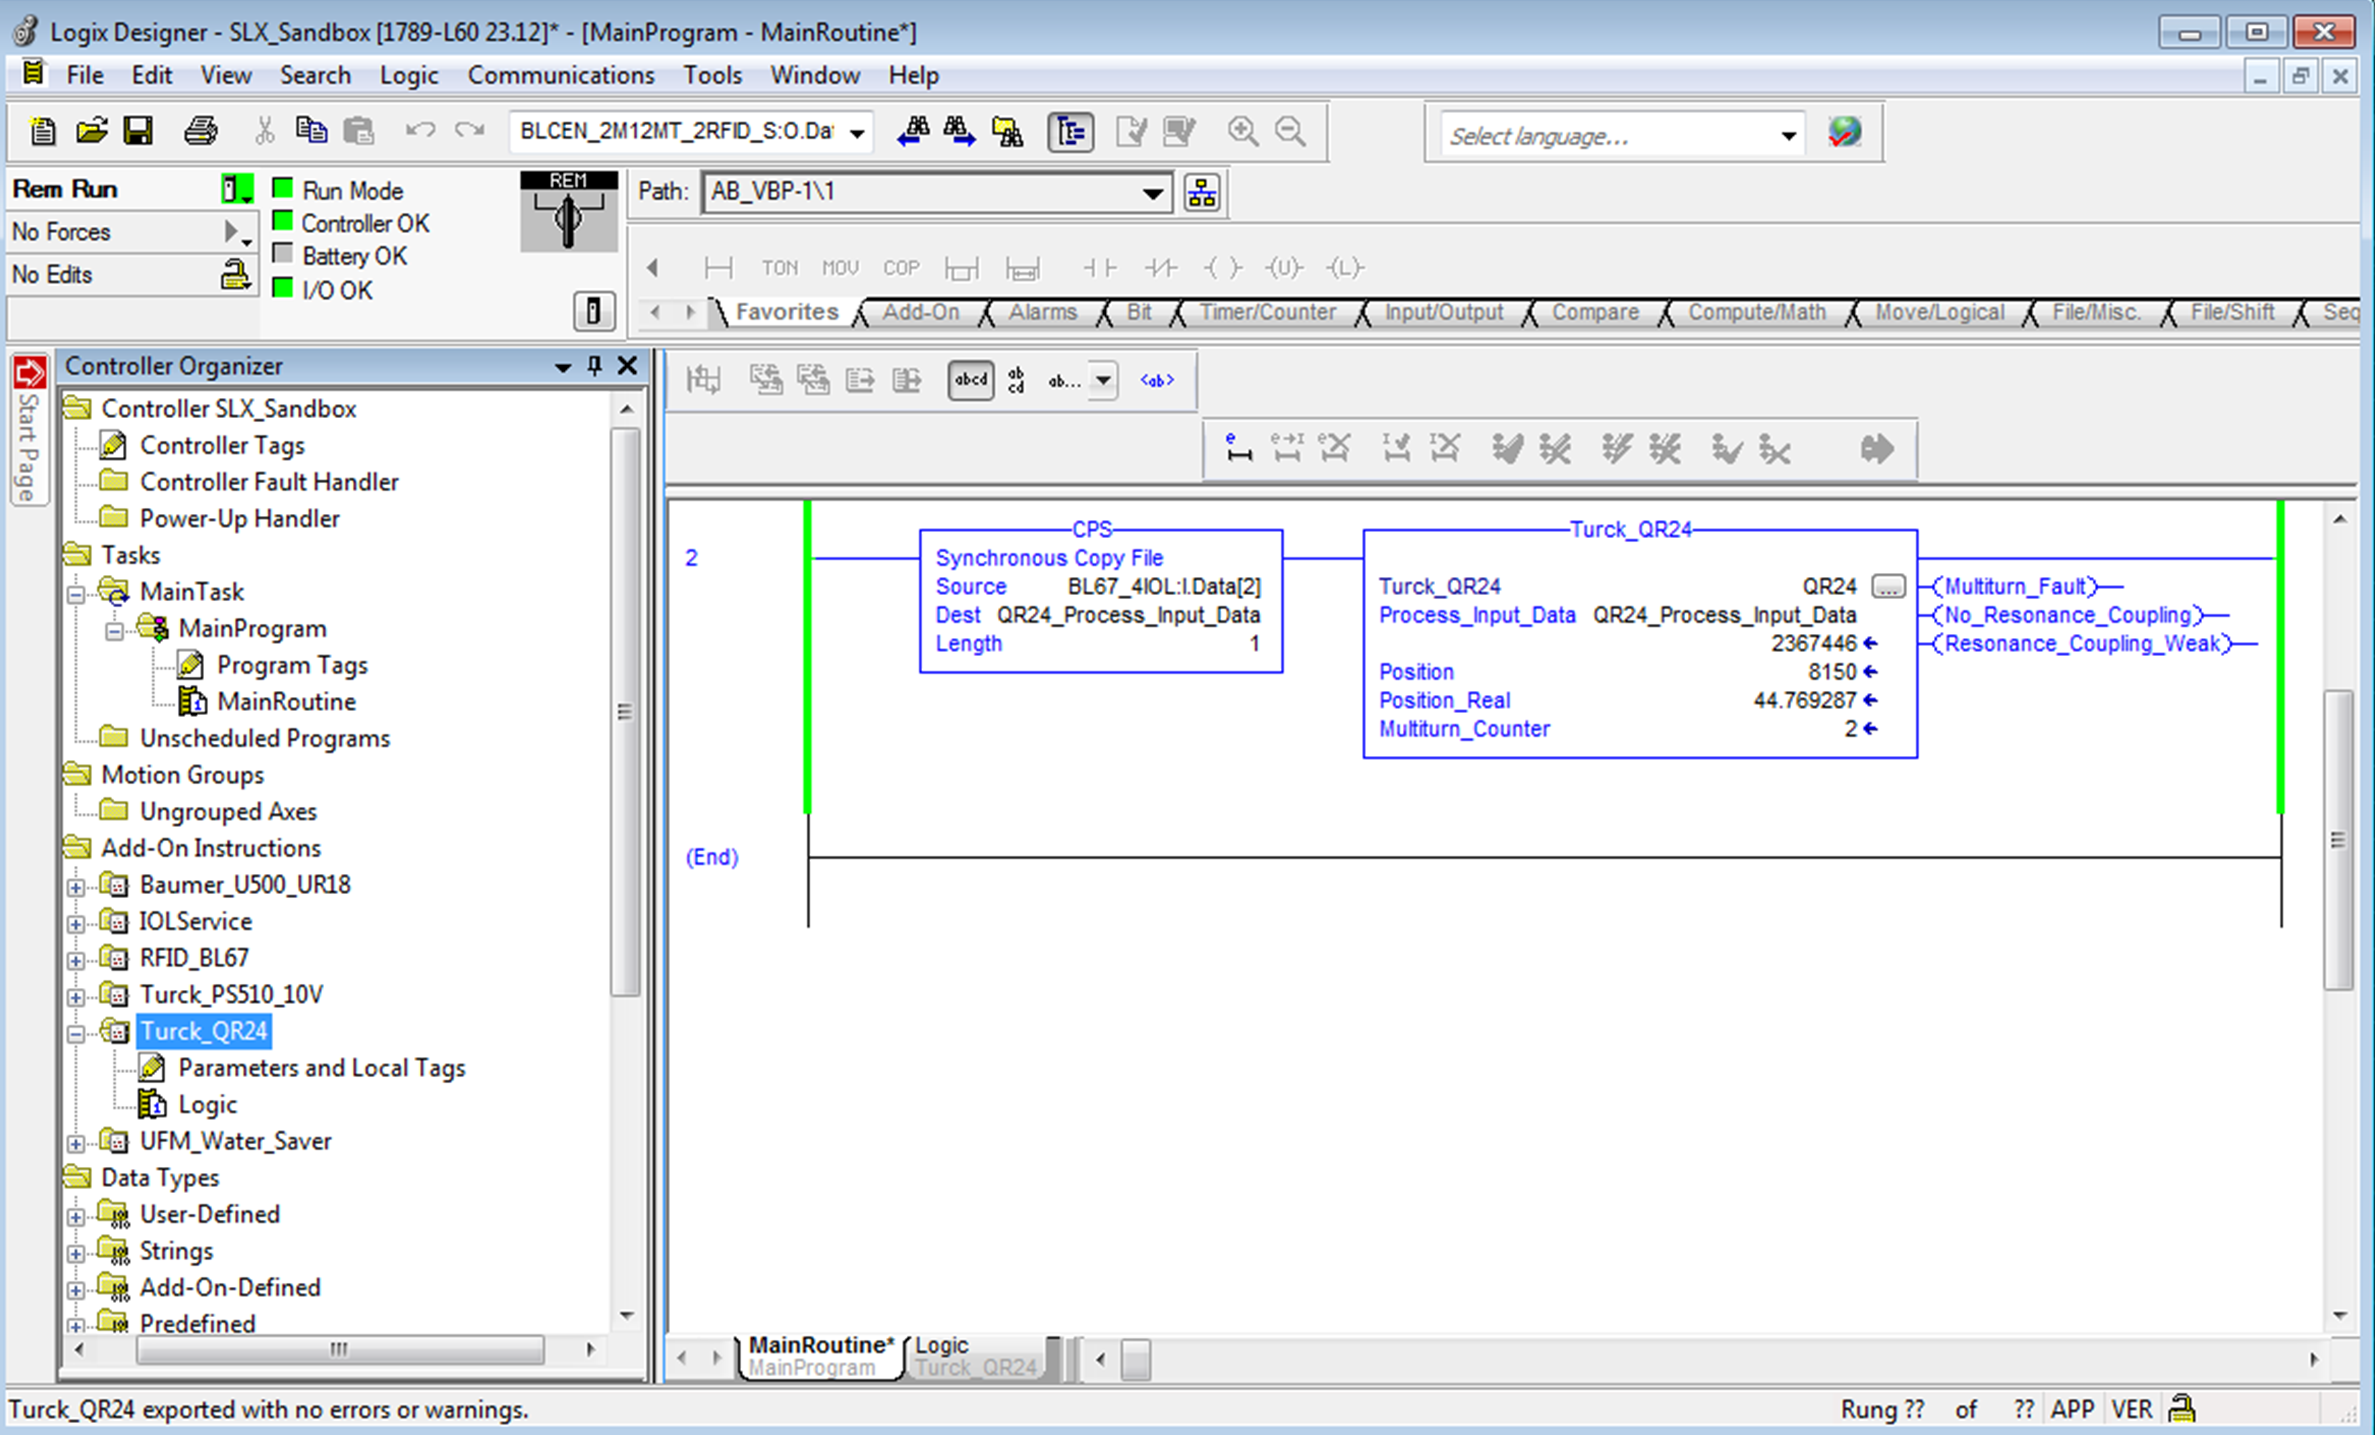 Logix Designer - SLX_Sandbox [1789-L60 23.12]* - [MainProgram - MainRoutine*]
File Edit View Search Logic Communications Tools Window Help
BLCEN_2M12MT_2RFID_S:O.Dat
Select language...
Rem Run
No Forces
No Edits
Run Mode
Controller OK
Battery OK
I/O OK
REM
Path: AB_VBP-1\1
TON MOV COP (U) (L)
Favorites Add-On Alarms Bit Timer/Counter Input/Output Compare Compute/Math Move/Logical File/Misc. File/Shift Seq
Start Page
Controller Organizer
Controller SLX_Sandbox
Controller Tags
Controller Fault Handler
Power-Up Handler
Tasks
MainTask
MainProgram
Program Tags
MainRoutine
Unscheduled Programs
Motion Groups
Ungrouped Axes
Add-On Instructions
Baumer_U500_UR18
IOLService
RFID_BL67
Turck_PS510_10V
Turck_QR24
Parameters and Local Tags
Logic
UFM_Water_Saver
Data Types
User-Defined
Strings
Add-On-Defined
Predefined
abcd ab cd ab... <ab>
2
CPS
Synchronous Copy File
Source BL67_4IOL:I.Data[2]
Dest QR24_Process_Input_Data
Length 1
Turck_QR24
Turck_QR24 QR24 ...
Process_Input_Data QR24_Process_Input_Data
2367446
Position 8150
Position_Real 44.769287
Multiturn_Counter 2
(Multiturn_Fault)
(No_Resonance_Coupling)
(Resonance_Coupling_Weak)
(End)
MainRoutine*
MainProgram
Logic
Turck_QR24
Turck_QR24 exported with no errors or warnings.
Rung ?? of ?? APP VER